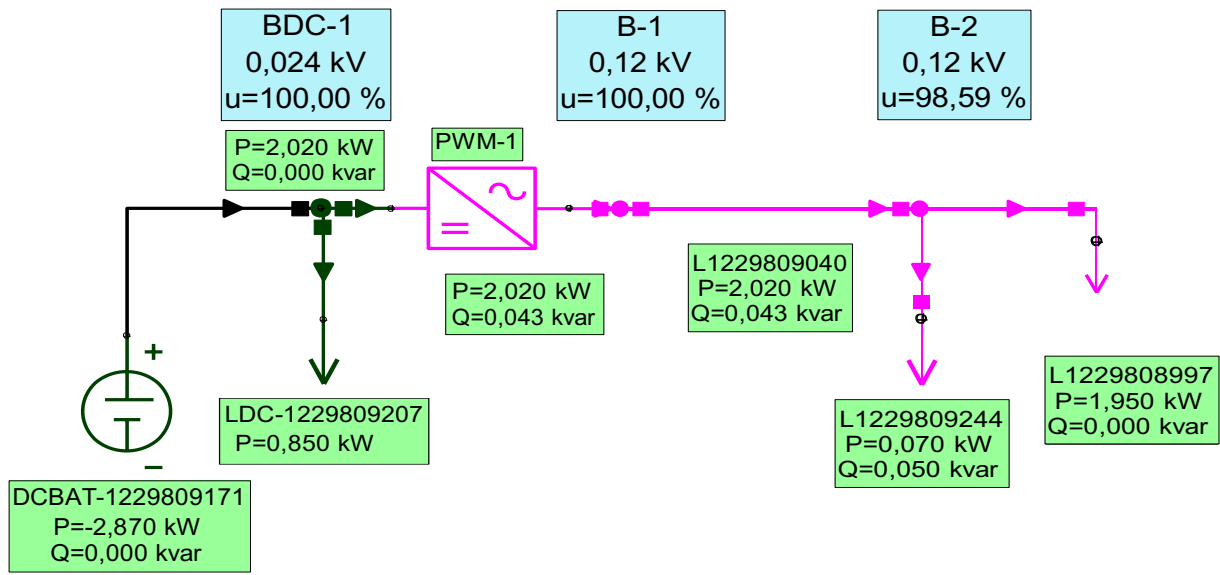 BDC-1
0,024 kV
u=100,00 %
B-1
0,12 kV
u=100,00 %
B-2
0,12 kV
u=98,59 %
P=2,020 kW
Q=0,000 kvar
PWM-1
P=2,020 kW
Q=0,043 kvar
L1229809040
P=2,020 kW
Q=0,043 kvar
L1229808997
P=1,950 kW
Q=0,000 kvar
LDC-1229809207
P=0,850 kW
L1229809244
P=0,070 kW
Q=0,050 kvar
+
−
DCBAT-1229809171
P=-2,870 kW
Q=0,000 kvar